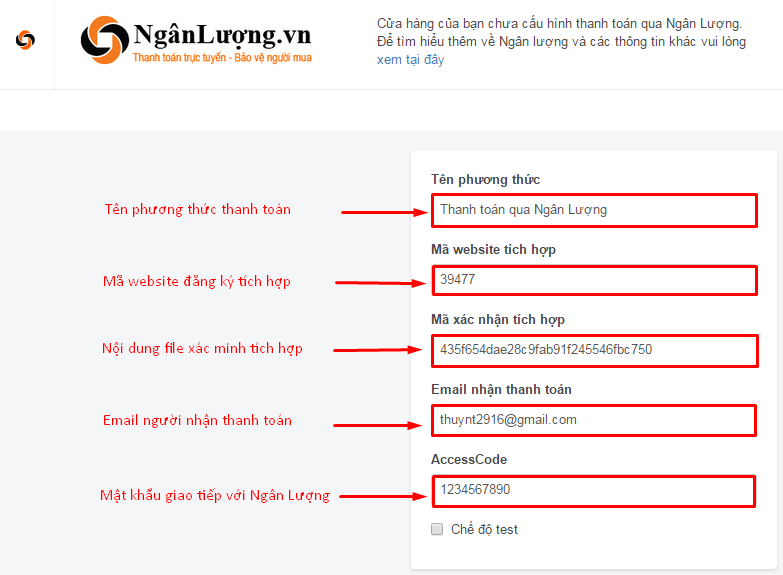 NgânLượng.vn
Thanh toán trực tuyến - Bảo vệ người mua
Cửa hàng của bạn chưa cấu hình thanh toán qua Ngân Lượng.
Để tìm hiểu thêm về Ngân lượng và các thông tin khác vui lòng
xem tại đây
Tên phương thức
Tên phương thức thanh toán
Thanh toán qua Ngân Lượng
Mã website tích hợp
Mã website đăng ký tích hợp
39477
Mã xác nhận tích hợp
Nội dung file xác minh tích hợp
435f654dae28c9fab91f245546fbc750
Email nhận thanh toán
Email người nhận thanh toán
thuynt2916@gmail.com
AccessCode
Mật khẩu giao tiếp với Ngân Lượng
1234567890
Chế độ test